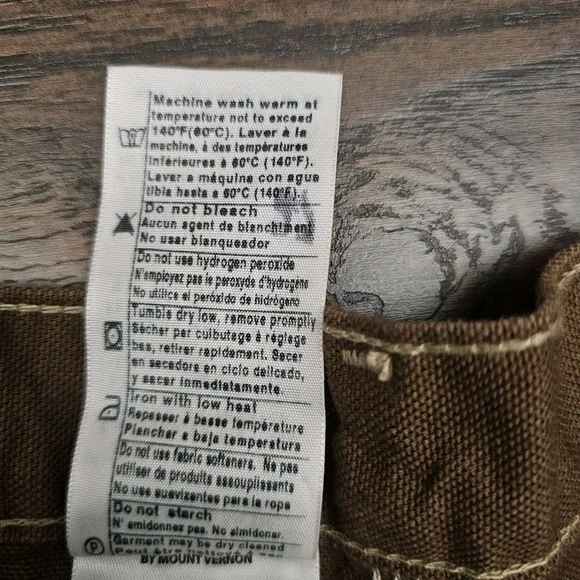 Machine wash warm at
temperature not to exceed
140°F(60°C). Laver à la
machine, à des températures
inférieures à 60°C (140°F).
Lavar a máquina con agua
tibia hasta a 60°C (140°F).
Do not bleach
Aucun agent de blanchiment
No usar blanqueador
Do not use hydrogen peroxide
N'employez pas le peroxyde d'hydrogène
No utilice el peróxido de hidrógeno
Tumble dry low, remove promptly
Sécher par culbutage à réglage
bas, retirer rapidement. Secar
en secadora en ciclo delicado,
y sacar inmediatamente.
Iron with low heat
Repasser à basse température
Planchar a baja temperatura
Do not use fabric softeners. Ne pas
utiliser de produits assouplissants
No use suavizantes para la ropa
Do not starch
N' amidonnez pas. No almidonar.
Garment may be dry cleaned
Peut être nettoyé
BY MOUNT VERNON